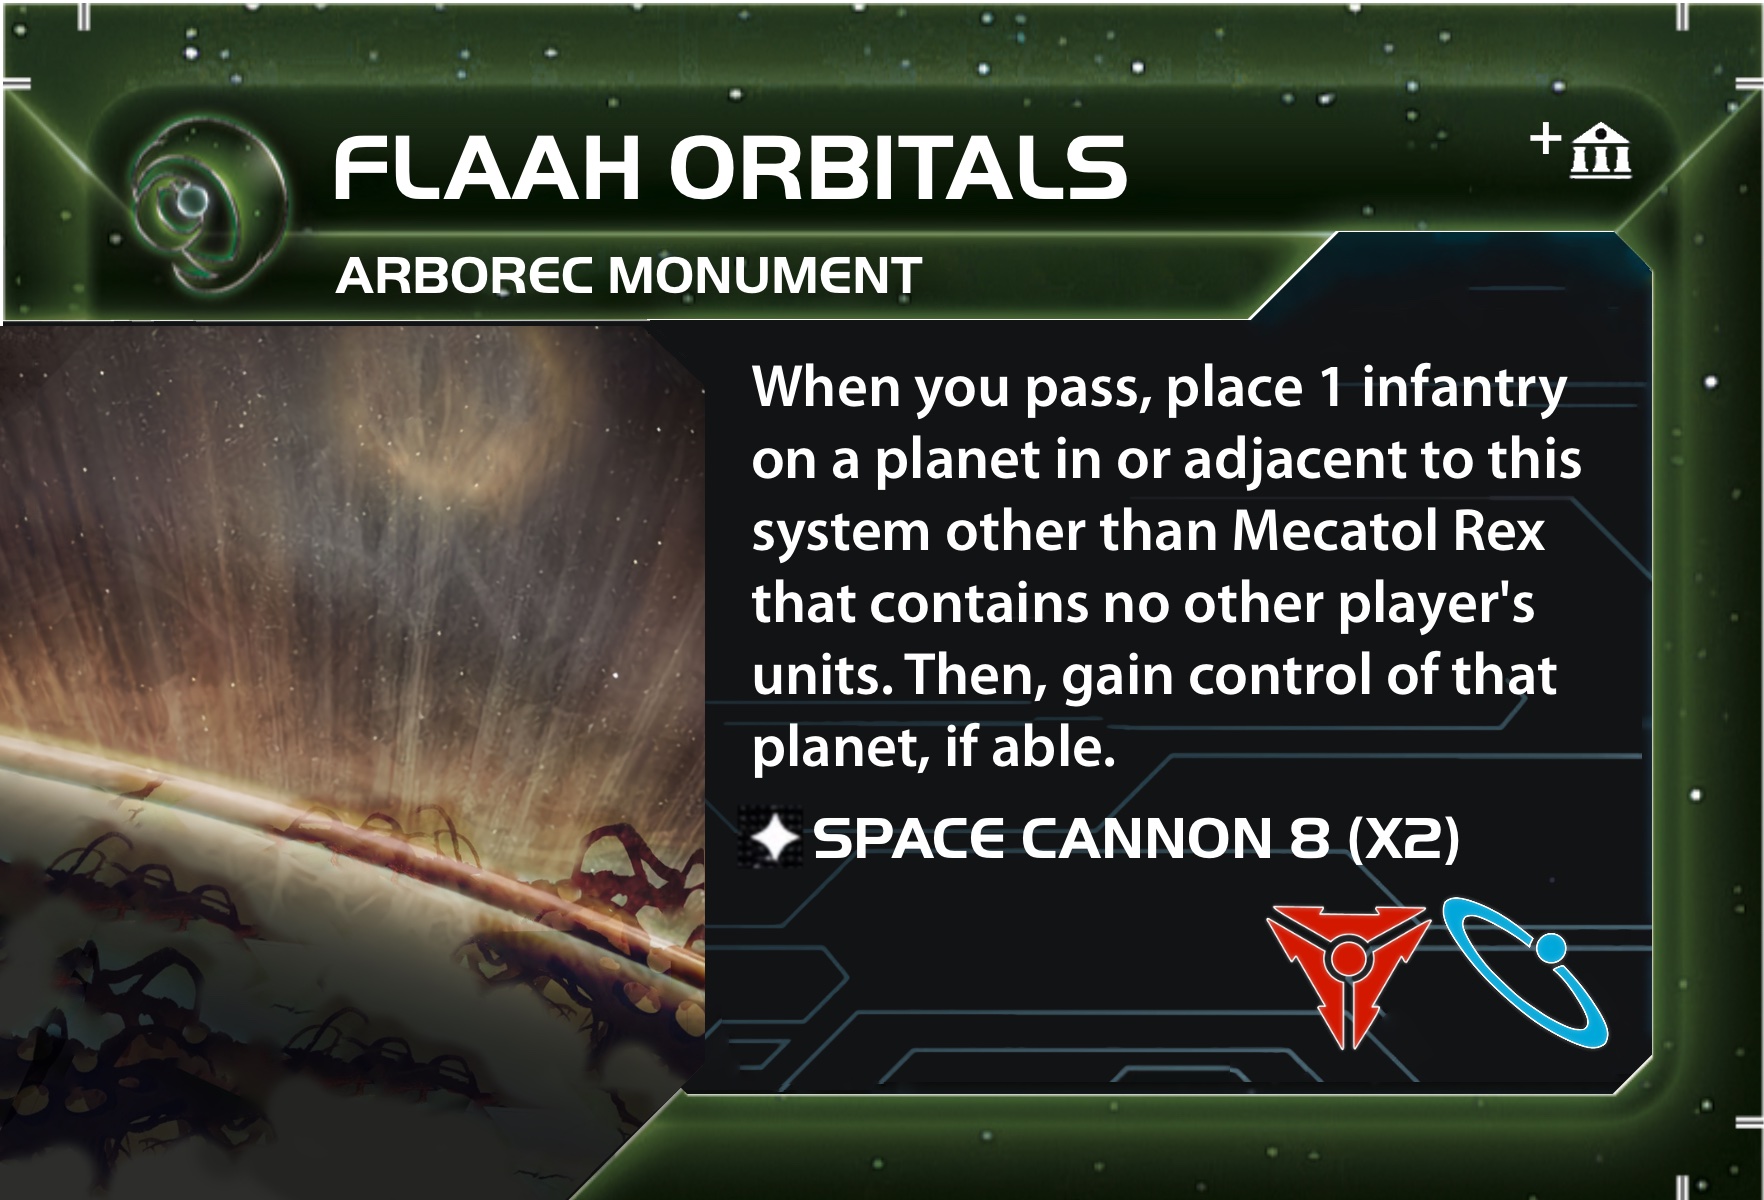 FLAAH ORBITALS
+
ARBOREC MONUMENT
When you pass, place 1 infantry
on a planet in or adjacent to this
system other than Mecatol Rex
that contains no other player's
units. Then, gain control of that
planet, if able.
SPACE CANNON 8 (X2)